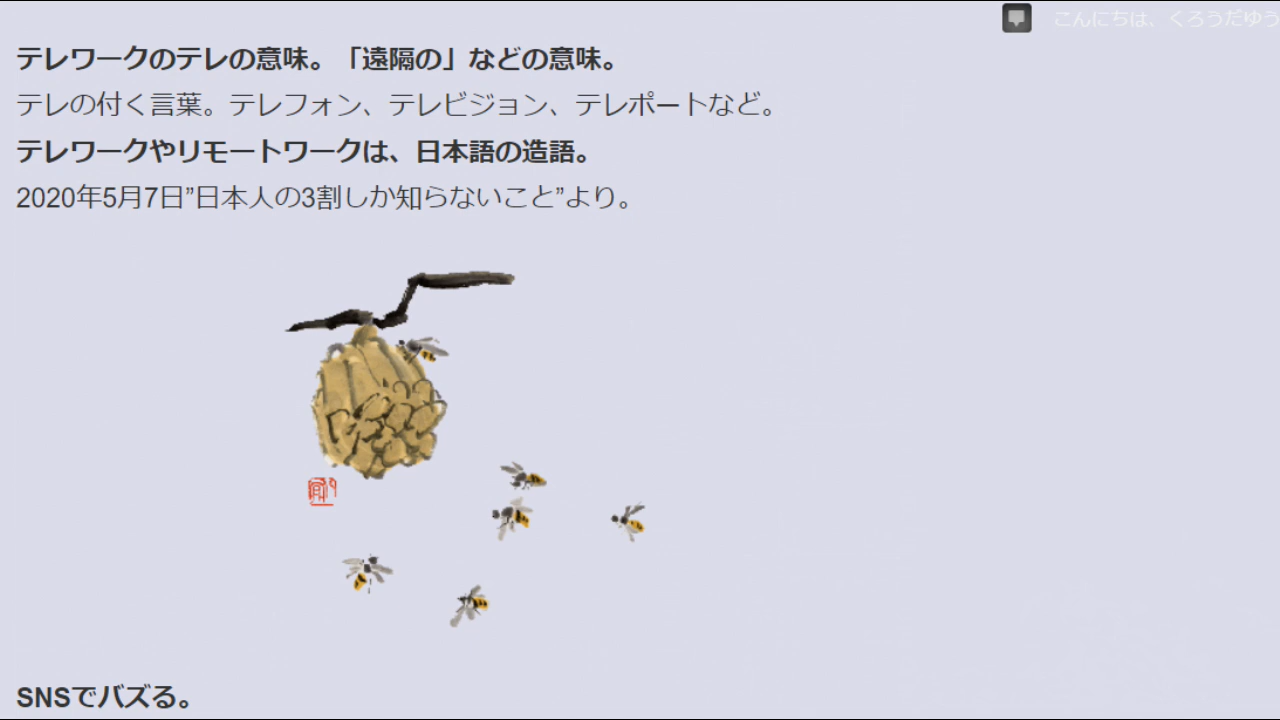 こんにちは、くろうだゆう
テレワークのテレの意味。「遠隔の」などの意味。
テレの付く言葉。テレフォン、テレビジョン、テレポートなど。
テレワークやリモートワークは、日本語の造語。
2020年5月7日”日本人の3割しか知らないこと”より。
SNSでバズる。